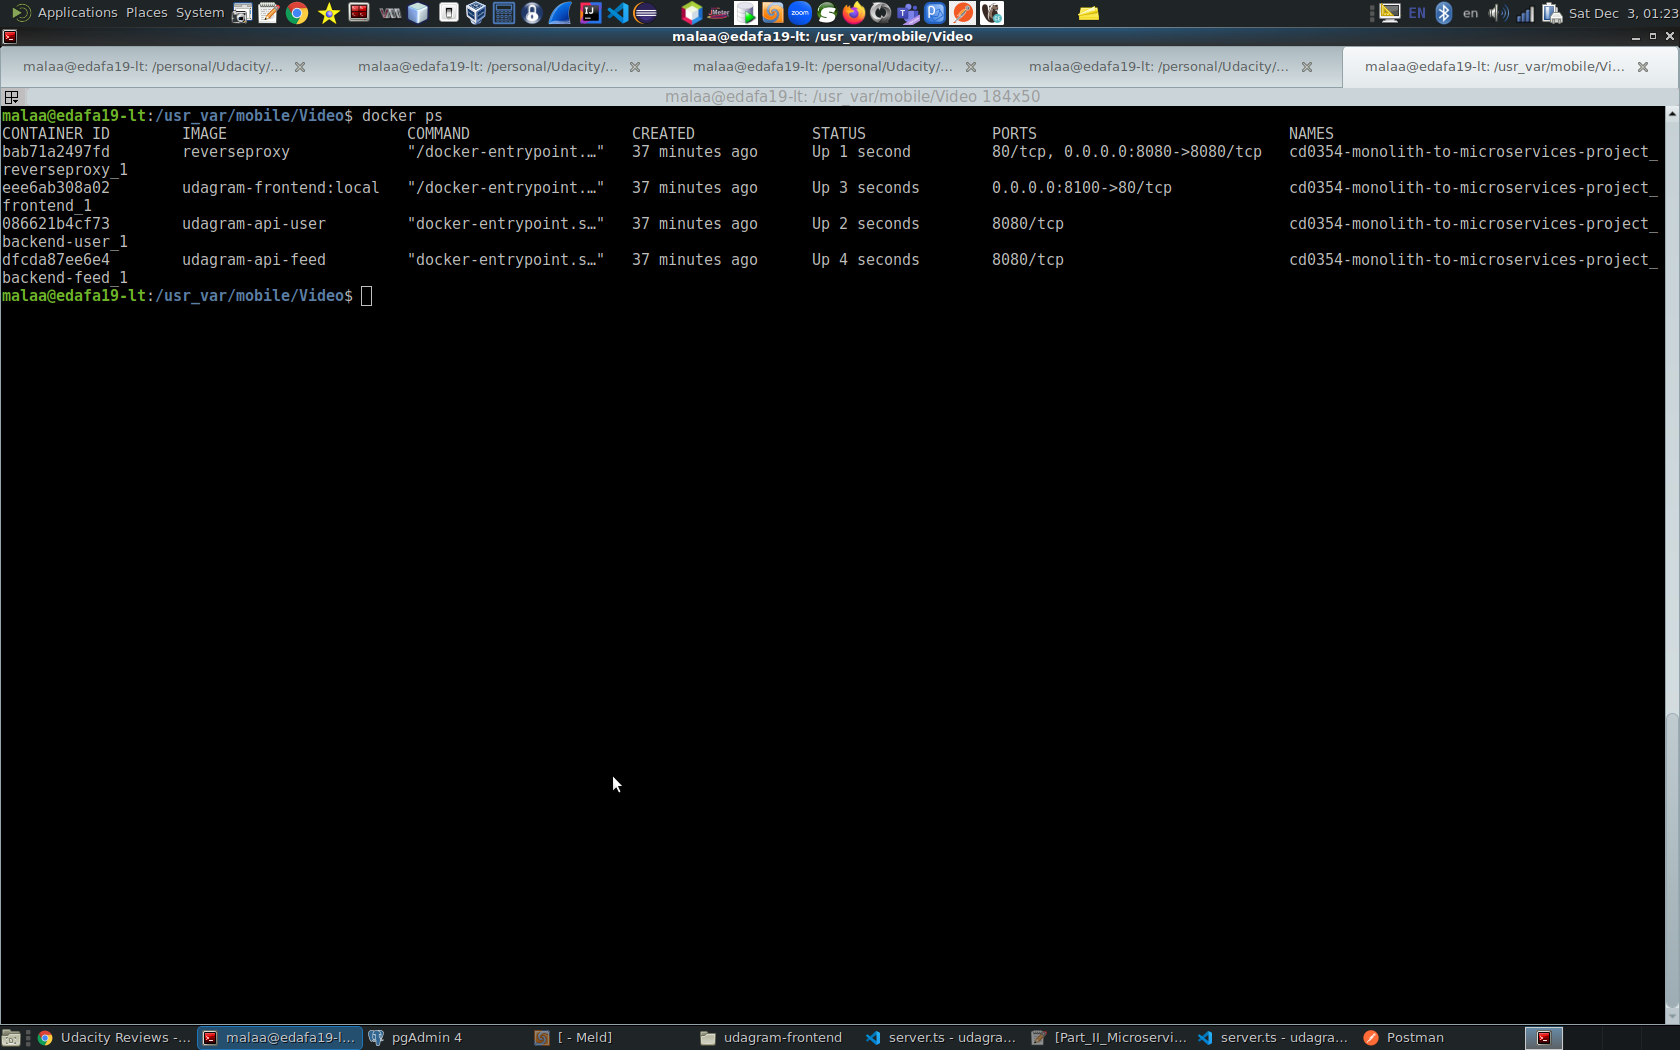 Applications Places System EN en Sat Dec 3, 01:23
malaa@edafa19-lt: /usr_var/mobile/Video
malaa@edafa19-lt: /personal/Udacity/... malaa@edafa19-lt: /personal/Udacity/... malaa@edafa19-lt: /personal/Udacity/... malaa@edafa19-lt: /personal/Udacity/... malaa@edafa19-lt: /usr_var/mobile/Vi...
malaa@edafa19-lt: /usr_var/mobile/Video 184x50
malaa@edafa19-lt:/usr_var/mobile/Video$ docker ps
CONTAINER ID IMAGE COMMAND CREATED STATUS PORTS NAMES
bab71a2497fd reverseproxy "/docker-entrypoint.…" 37 minutes ago Up 1 second 80/tcp, 0.0.0.0:8080->8080/tcp cd0354-monolith-to-microservices-project_
reverseproxy_1
eee6ab308a02 udagram-frontend:local "/docker-entrypoint.…" 37 minutes ago Up 3 seconds 0.0.0.0:8100->80/tcp cd0354-monolith-to-microservices-project_
frontend_1
086621b4cf73 udagram-api-user "docker-entrypoint.s…" 37 minutes ago Up 2 seconds 8080/tcp cd0354-monolith-to-microservices-project_
backend-user_1
dfcda87ee6e4 udagram-api-feed "docker-entrypoint.s…" 37 minutes ago Up 4 seconds 8080/tcp cd0354-monolith-to-microservices-project_
backend-feed_1
malaa@edafa19-lt:/usr_var/mobile/Video$
Udacity Reviews -... malaa@edafa19-l... pgAdmin 4 [ - Meld] udagram-frontend server.ts - udagra... [Part_II_Microservi... server.ts - udagra... Postman